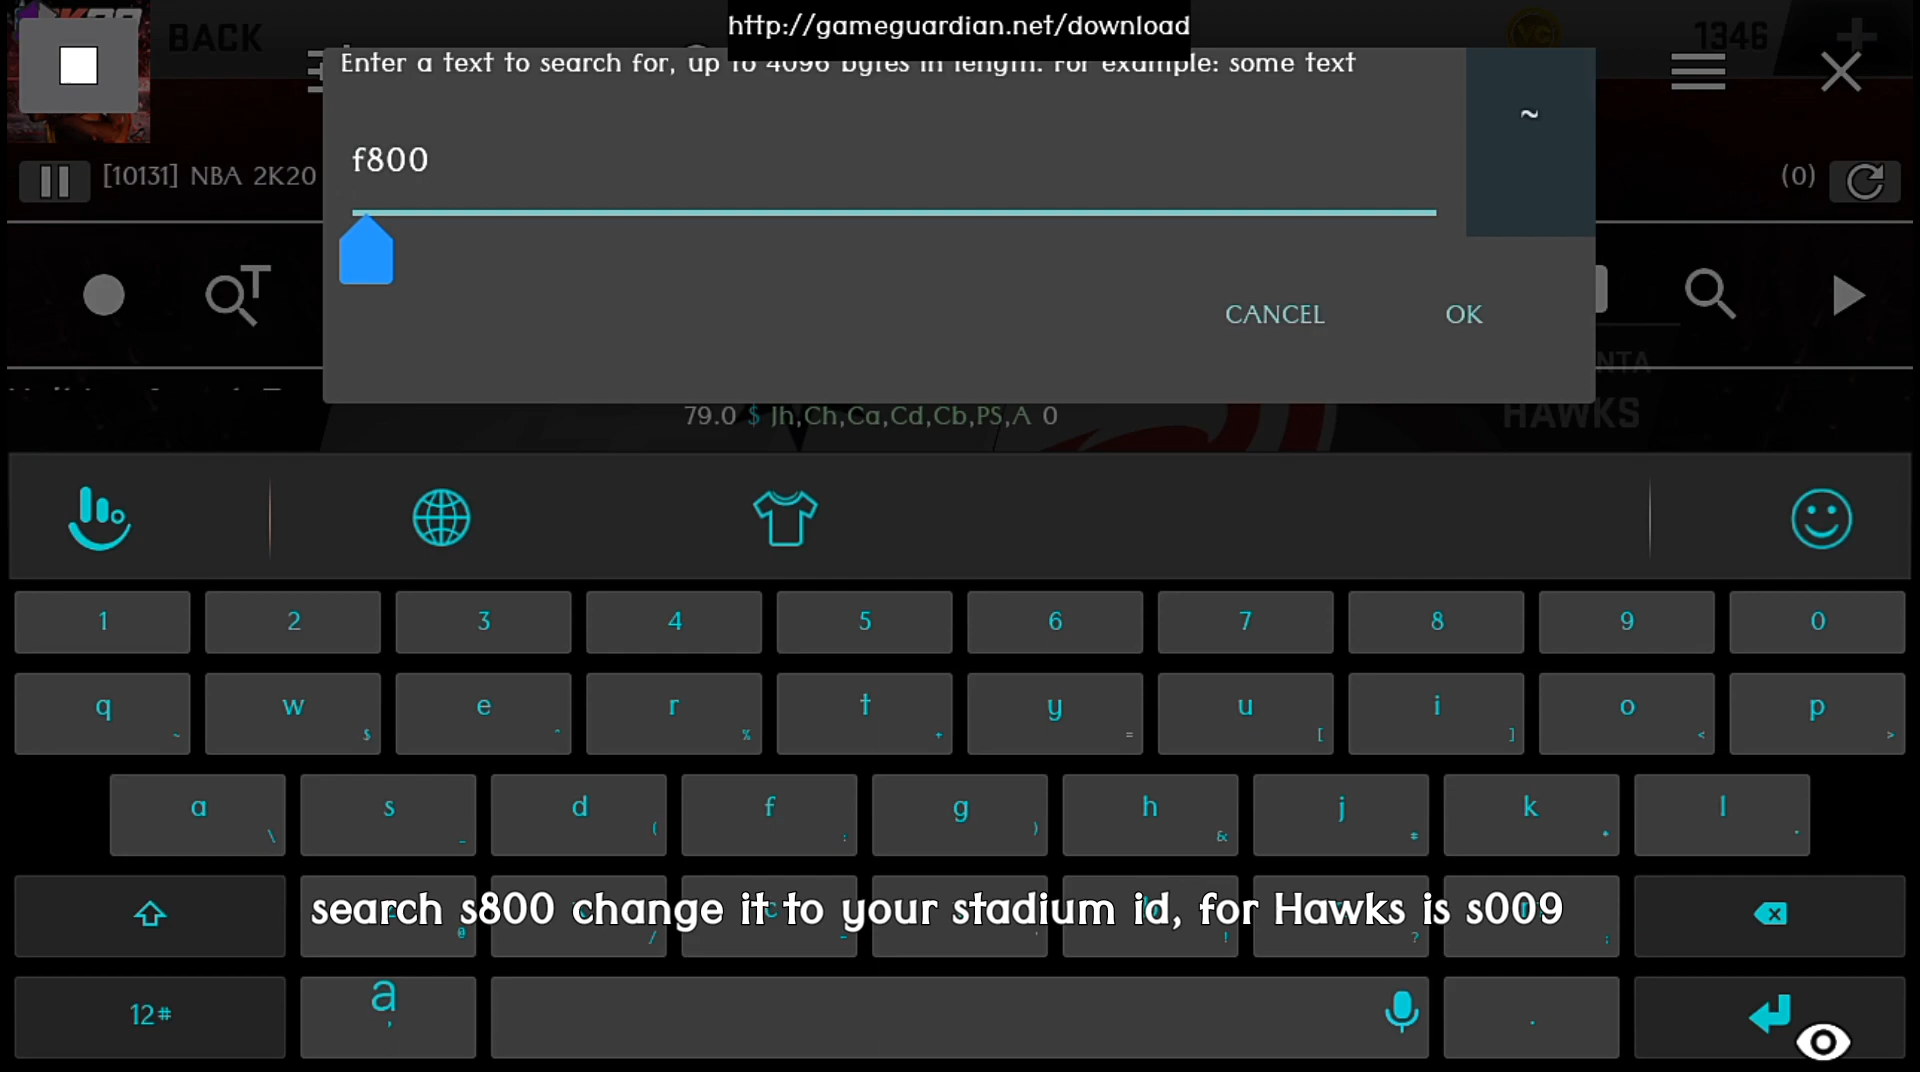 http://gameguardian.net/download
BACK
1346
Enter a text to search for, up to 4096 bytes in length. For example: some text
~
f800
[10131] NBA 2K20
(0)
CANCEL
OK
79.0 $ Jh,Ch,Ca,Cd,Cb,PS,A 0
HAWKS
1 2 3 4 5 6 7 8 9 0
q w e r t y u i o p
~ $ ^ % + = [ ] < >
a s d f g h j k l
\ _ ( : ) & #
search s800 change it to your stadium id, for Hawks is s009
@ / - ! ? ;
12# a , .